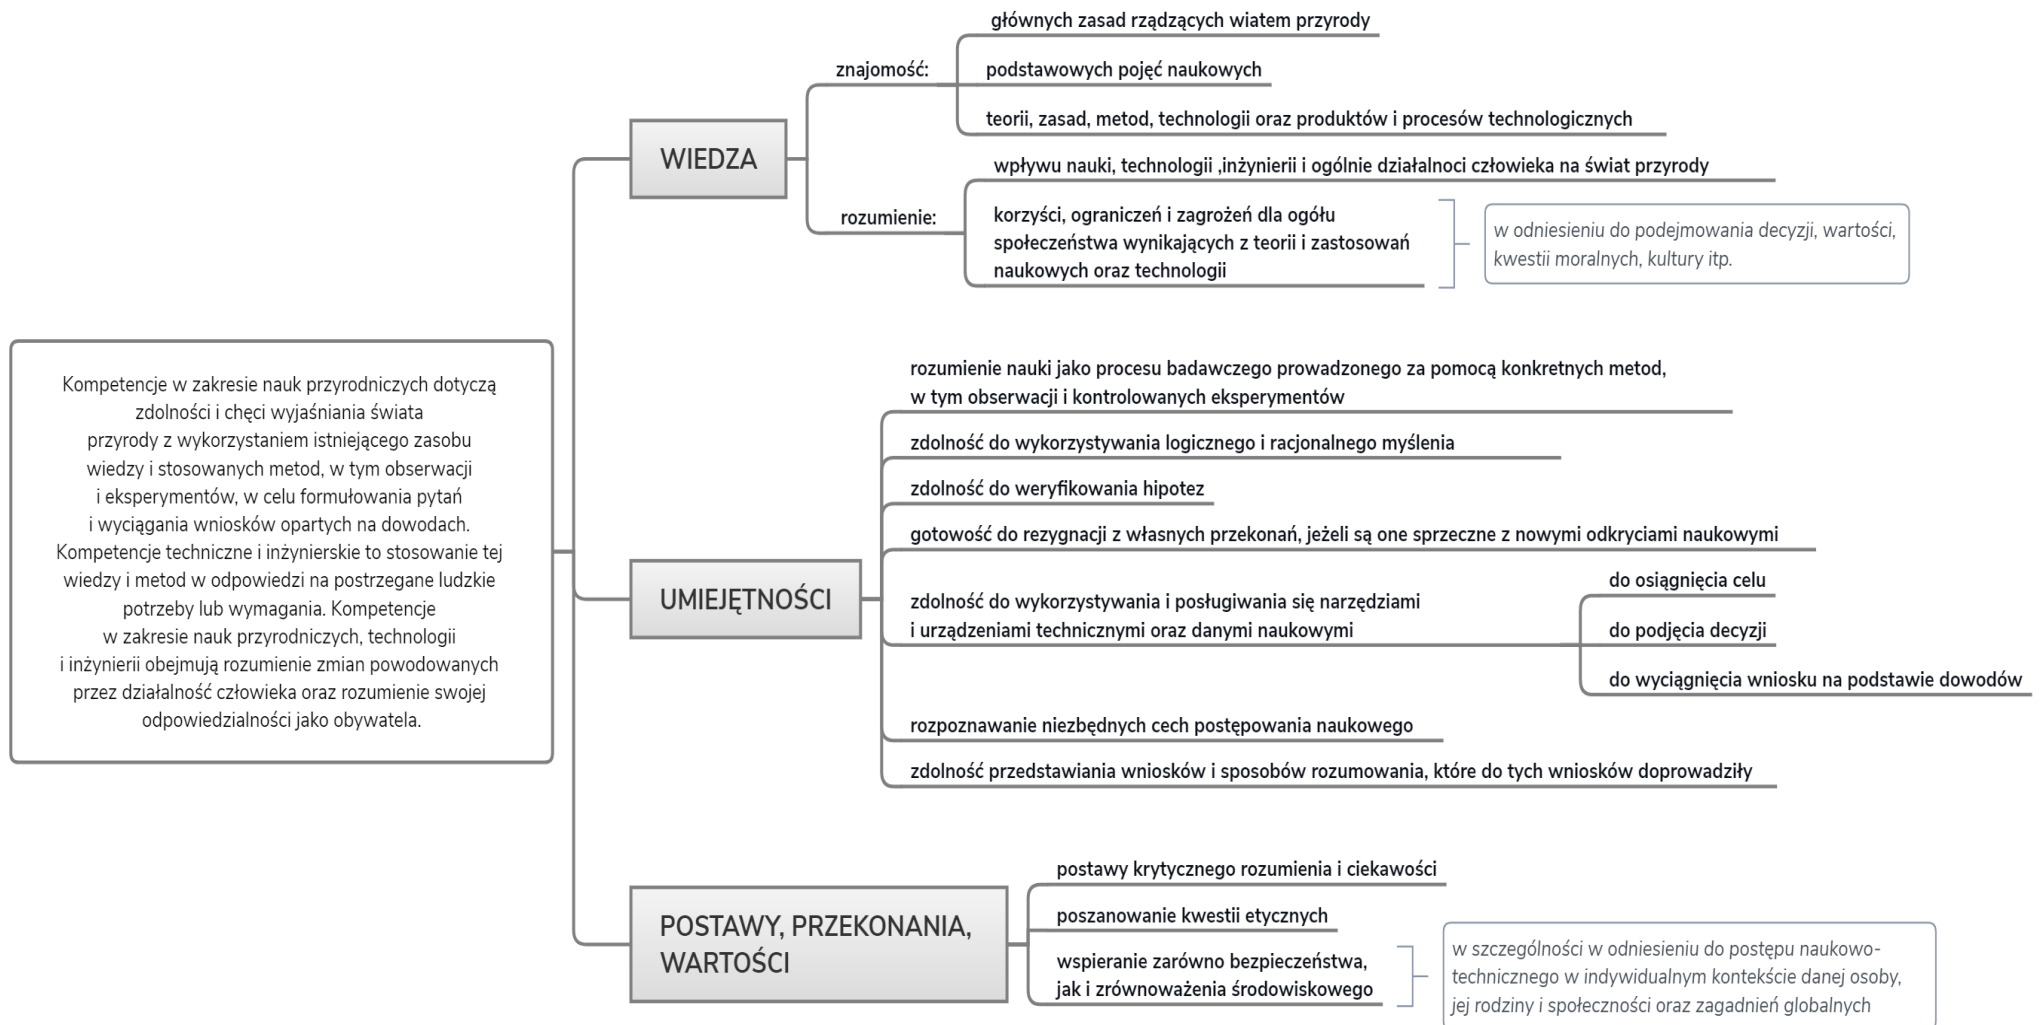 głównych zasad rządzących wiatem przyrody
znajomość:
podstawowych pojęć naukowych
teorii, zasad, metod, technologii oraz produktów i procesów technologicznych
WIEDZA
wpływu nauki, technologii ,inżynierii i ogólnie działalnoci człowieka na świat przyrody
rozumienie:
korzyści, ograniczeń i zagrożeń dla ogółu
społeczeństwa wynikających z teorii i zastosowań
naukowych oraz technologii
w odniesieniu do podejmowania decyzji, wartości,
kwestii moralnych, kultury itp.
Kompetencje w zakresie nauk przyrodniczych dotyczą
zdolności i chęci wyjaśniania świata
przyrody z wykorzystaniem istniejącego zasobu
wiedzy i stosowanych metod, w tym obserwacji
i eksperymentów, w celu formułowania pytań
i wyciągania wniosków opartych na dowodach.
Kompetencje techniczne i inżynierskie to stosowanie tej
wiedzy i metod w odpowiedzi na postrzegane ludzkie
potrzeby lub wymagania. Kompetencje
w zakresie nauk przyrodniczych, technologii
i inżynierii obejmują rozumienie zmian powodowanych
przez działalność człowieka oraz rozumienie swojej
odpowiedzialności jako obywatela.
UMIEJĘTNOŚCI
rozumienie nauki jako procesu badawczego prowadzonego za pomocą konkretnych metod,
w tym obserwacji i kontrolowanych eksperymentów
zdolność do wykorzystywania logicznego i racjonalnego myślenia
zdolność do weryfikowania hipotez
gotowość do rezygnacji z własnych przekonań, jeżeli są one sprzeczne z nowymi odkryciami naukowymi
zdolność do wykorzystywania i posługiwania się narzędziami
i urządzeniami technicznymi oraz danymi naukowymi
do osiągnięcia celu
do podjęcia decyzji
do wyciągnięcia wniosku na podstawie dowodów
rozpoznawanie niezbędnych cech postępowania naukowego
zdolność przedstawiania wniosków i sposobów rozumowania, które do tych wniosków doprowadziły
POSTAWY, PRZEKONANIA,
WARTOŚCI
postawy krytycznego rozumienia i ciekawości
poszanowanie kwestii etycznych
wspieranie zarówno bezpieczeństwa,
jak i zrównoważenia środowiskowego
w szczególności w odniesieniu do postępu naukowo-
technicznego w indywidualnym kontekście danej osoby,
jej rodziny i społeczności oraz zagadnień globalnych